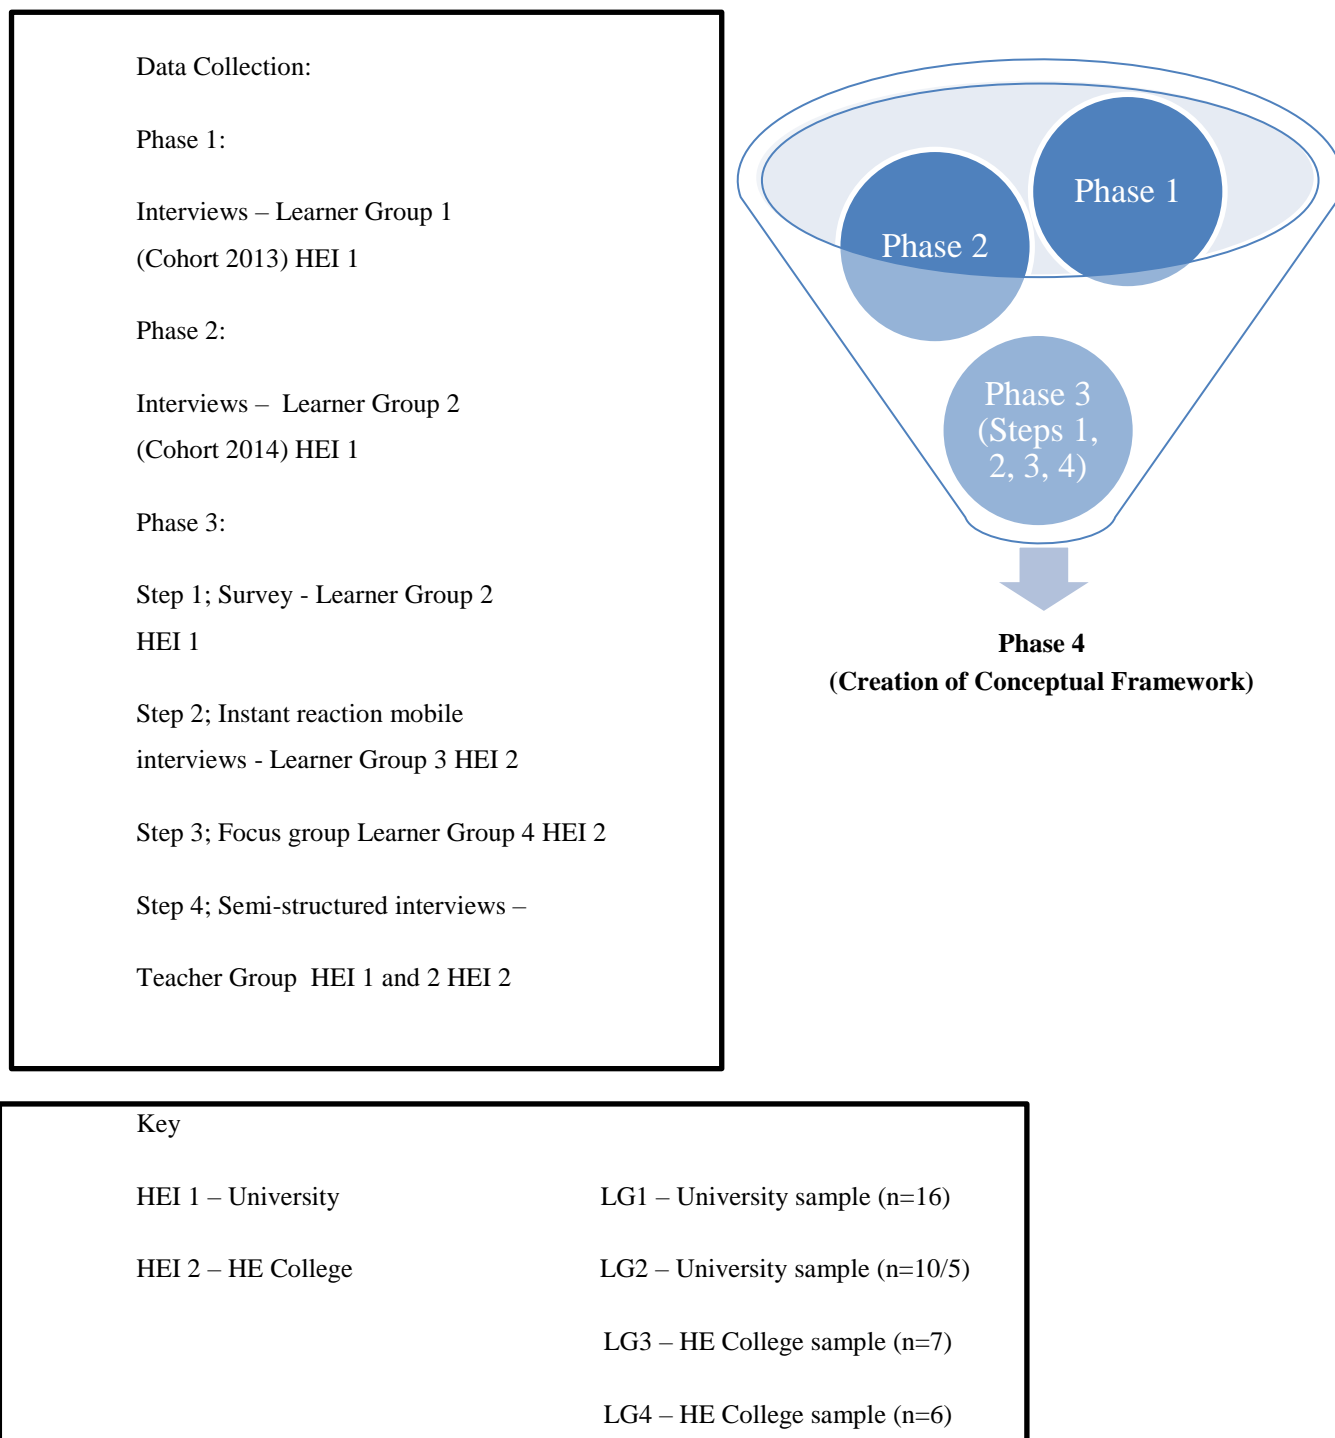 Data Collection:
Phase 1:
Interviews – Learner Group 1
(Cohort 2013) HEI 1
Phase 2:
Interviews –  Learner Group 2
(Cohort 2014) HEI 1
Phase 3:
Step 1; Survey - Learner Group 2
HEI 1
Step 2; Instant reaction mobile
interviews - Learner Group 3 HEI 2
Step 3; Focus group Learner Group 4 HEI 2
Step 4; Semi-structured interviews –
Teacher Group  HEI 1 and 2 HEI 2
Phase 1
Phase 2
Phase 3
(Steps 1,
2, 3, 4)
Phase 4
(Creation of Conceptual Framework)
Key
HEI 1 – University
LG1 – University sample (n=16)
HEI 2 – HE College
LG2 – University sample (n=10/5)
LG3 – HE College sample (n=7)
LG4 – HE College sample (n=6)